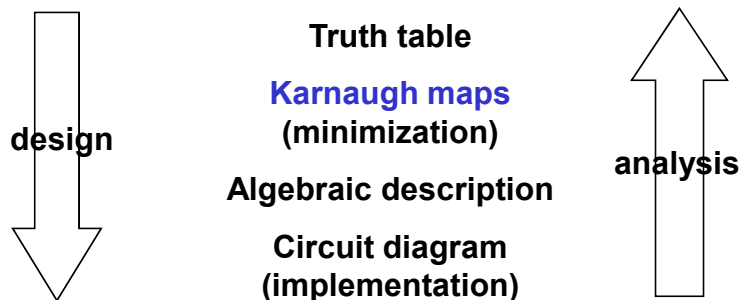 Truth table
Karnaugh maps
(minimization)
design
analysis
Algebraic description
Circuit diagram
(implementation)